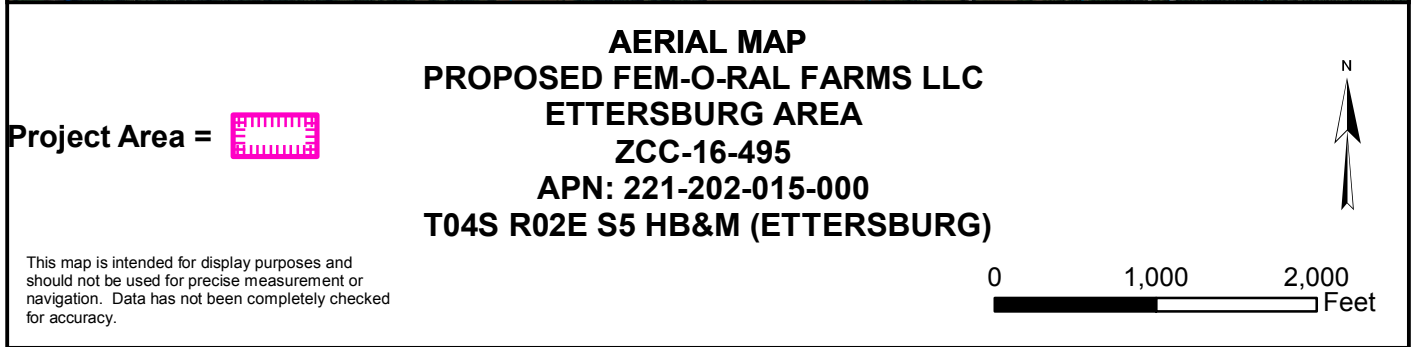 AERIAL MAP
PROPOSED FEM-O-RAL FARMS LLC
ETTERSBURG AREA
ZCC-16-495
APN: 221-202-015-000
T04S R02E S5 HB&M (ETTERSBURG)
Project Area =
N
This map is intended for display purposes and
should not be used for precise measurement or
navigation. Data has not been completely checked
for accuracy.
0 1,000 2,000
Feet